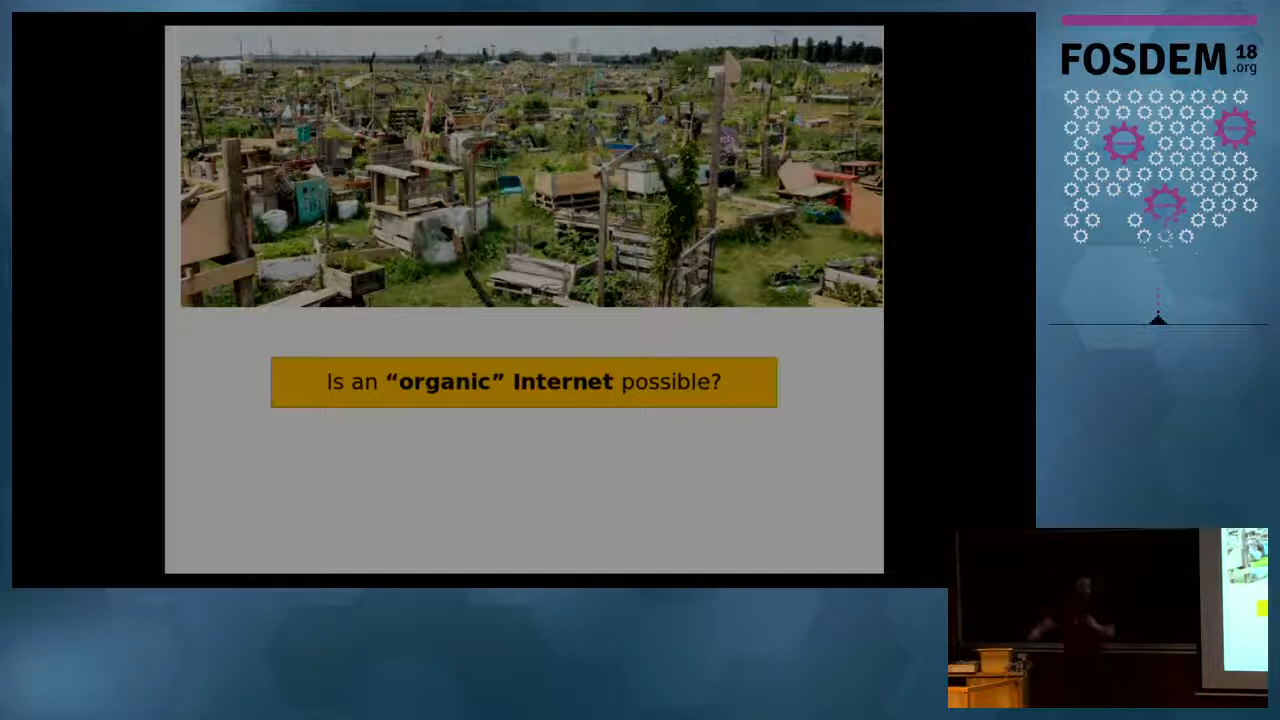 FOSDEM 18
.org
Is an “organic” Internet possible?